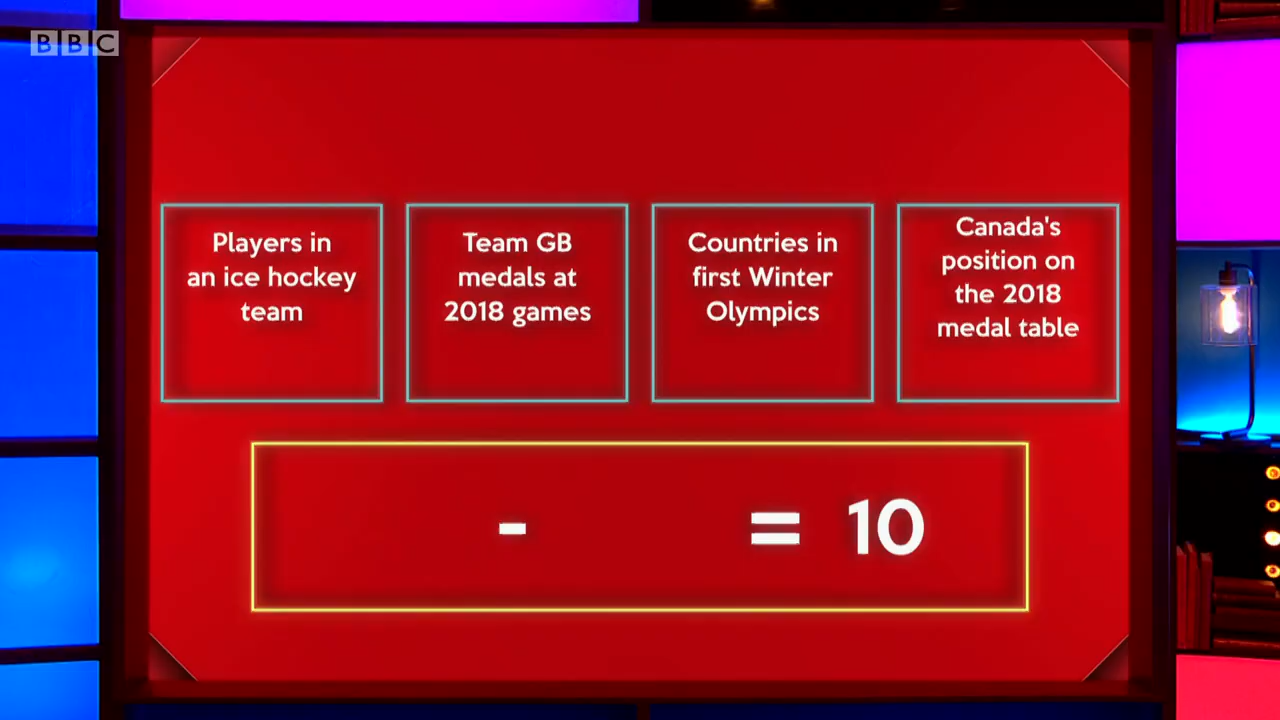 BBC
Players in
an ice hockey
team
Team GB
medals at
2018 games
Countries in
first Winter
Olympics
Canada's
position on
the 2018
medal table
- = 10